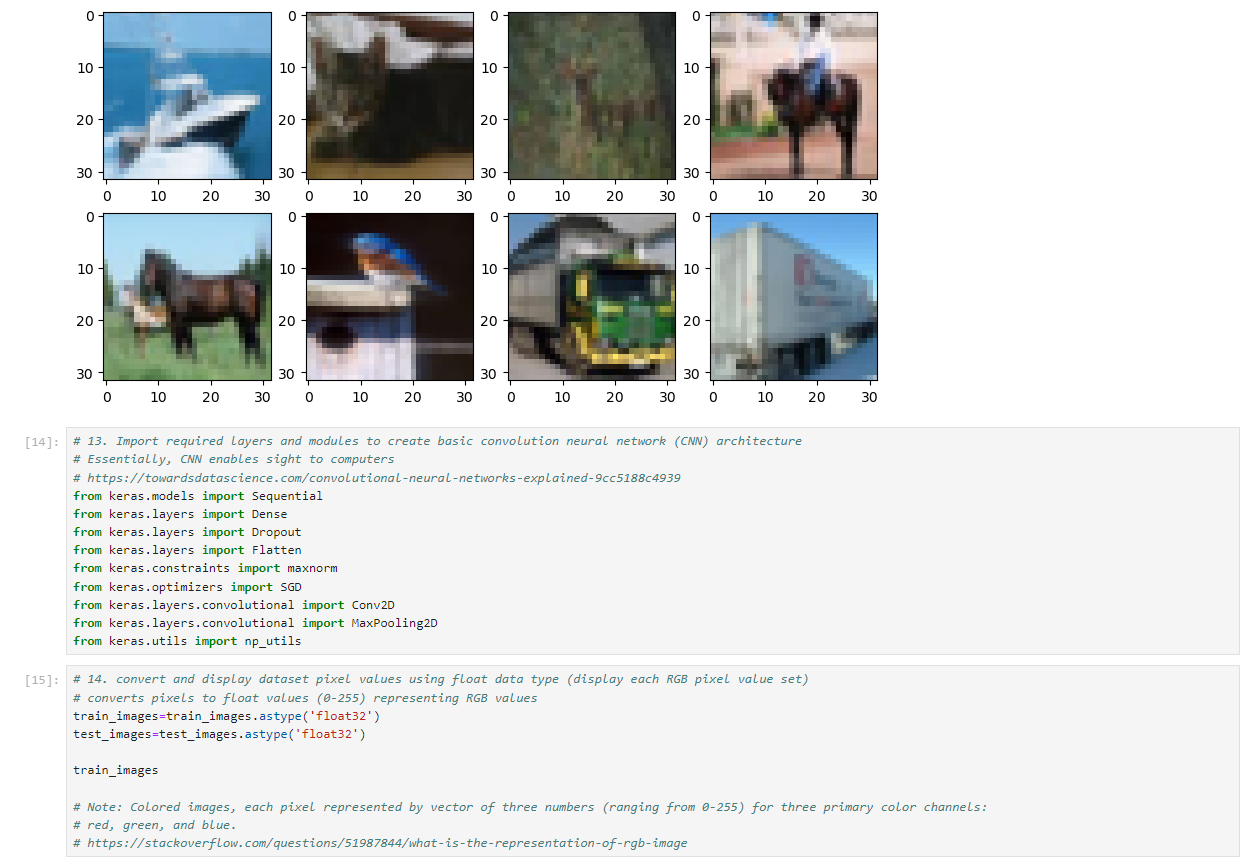 0 0 0 0
10 10 10 10
20 20 20 20
30 30 30 30
0 10 20 30 0 10 20 30 0 10 20 30 0 10 20 30
0 0 0 0
10 10 10 10
20 20 20 20
30 30 30 30
0 10 20 30 0 10 20 30 0 10 20 30 0 10 20 30
[14]: # 13. Import required layers and modules to create basic convolution neural network (CNN) architecture
# Essentially, CNN enables sight to computers
# https://towardsdatascience.com/convolutional-neural-networks-explained-9cc5188c4939
from keras.models import Sequential
from keras.layers import Dense
from keras.layers import Dropout
from keras.layers import Flatten
from keras.constraints import maxnorm
from keras.optimizers import SGD
from keras.layers.convolutional import Conv2D
from keras.layers.convolutional import MaxPooling2D
from keras.utils import np_utils
[15]: # 14. convert and display dataset pixel values using float data type (display each RGB pixel value set)
# converts pixels to float values (0-255) representing RGB values
train_images=train_images.astype('float32')
test_images=test_images.astype('float32')
train_images
# Note: Colored images, each pixel represented by vector of three numbers (ranging from 0-255) for three primary color channels:
# red, green, and blue.
# https://stackoverflow.com/questions/51987844/what-is-the-representation-of-rgb-image